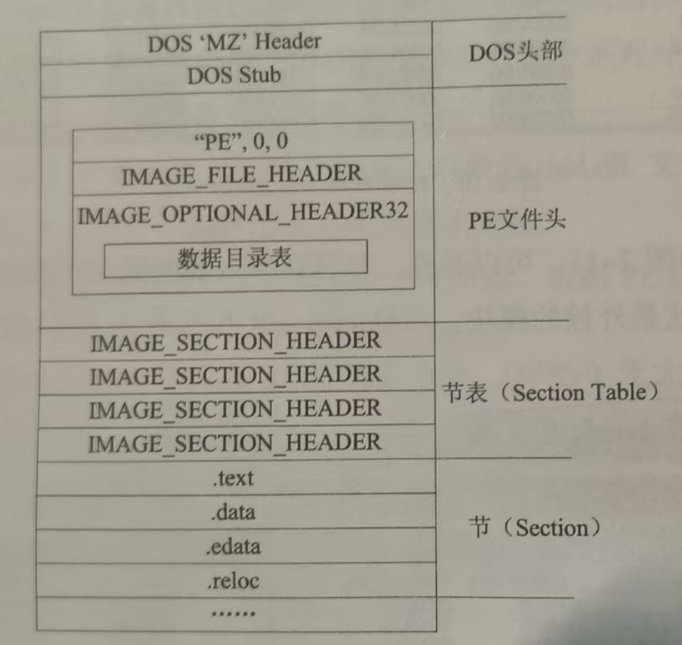 DOS ‘MZ’ Header
DOS头部
DOS Stub
“PE”, 0, 0
IMAGE_FILE_HEADER
IMAGE_OPTIONAL_HEADER32
PE文件头
数据目录表
IMAGE_SECTION_HEADER
IMAGE_SECTION_HEADER
节表（Section Table）
IMAGE_SECTION_HEADER
IMAGE_SECTION_HEADER
.text
.data
节（Section）
.edata
.reloc
……